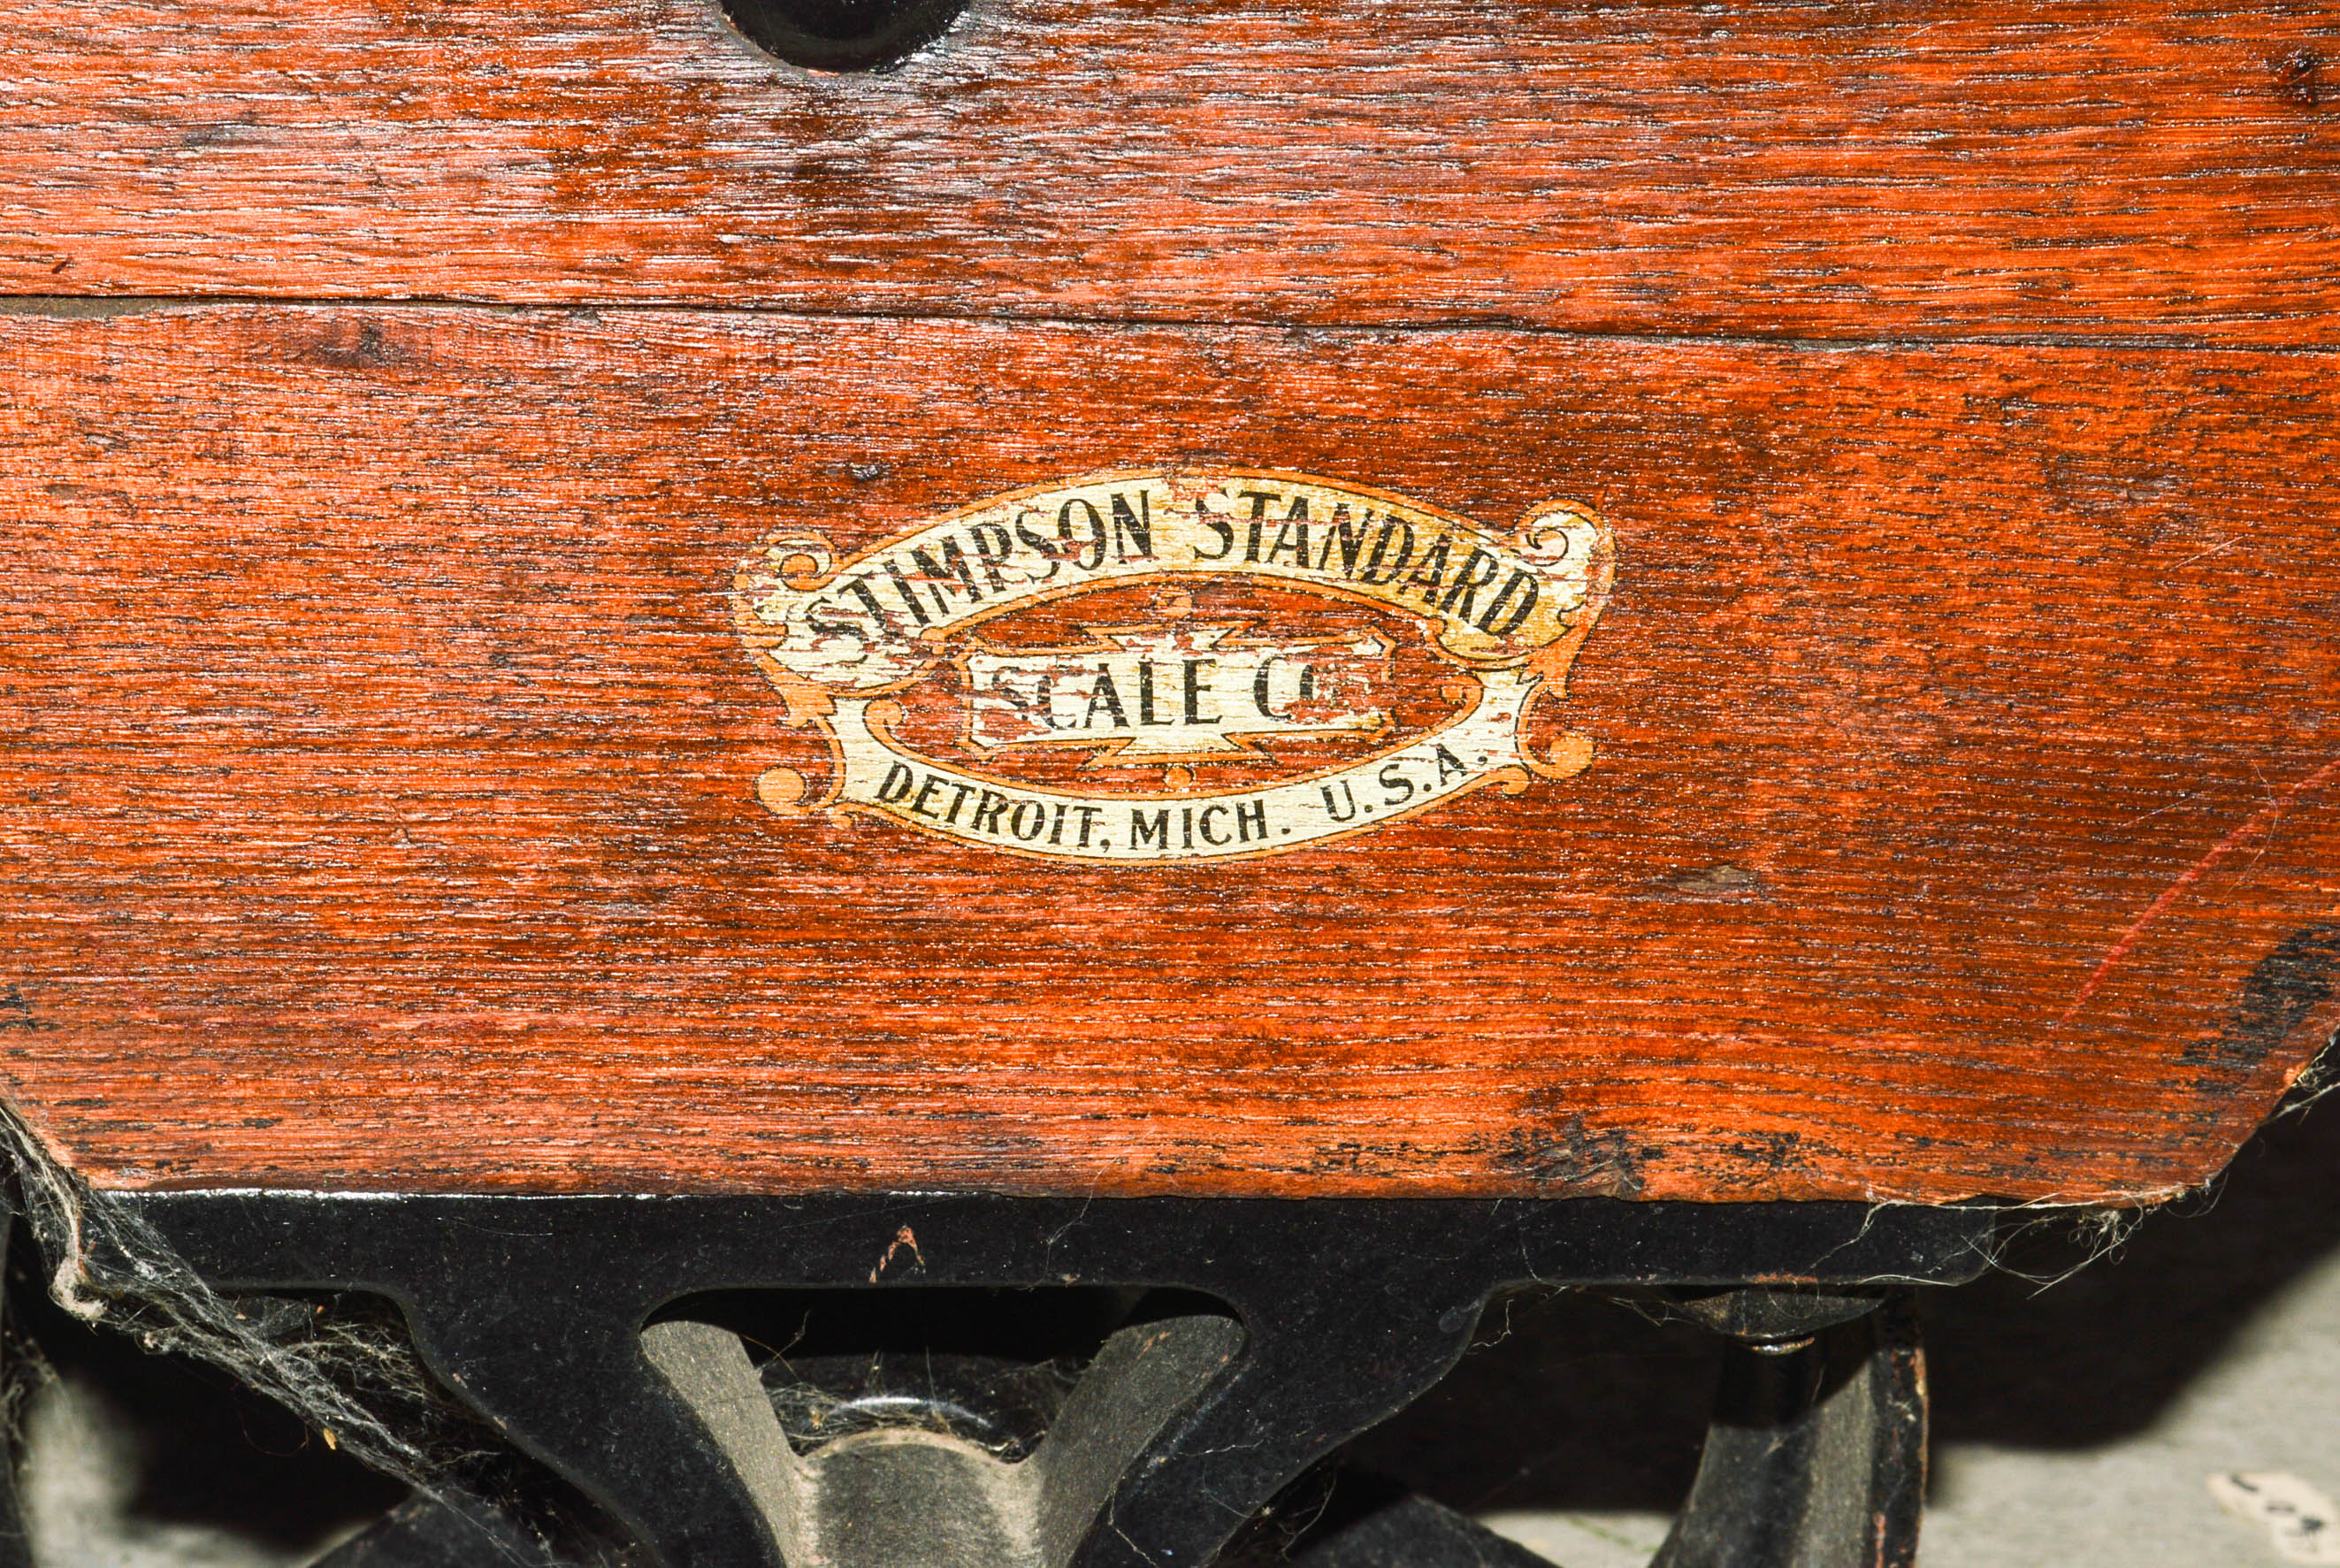 STIMPSON STANDARD
SCALE CO
DETROIT, MICH. U.S.A.